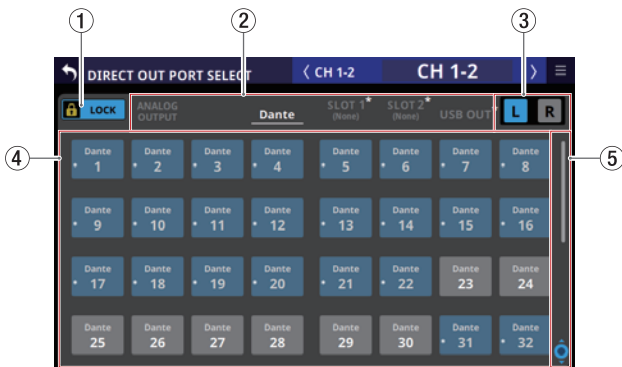 1 2 3
DIRECT OUT PORT SELECT CH 1-2 CH 1-2
LOCK ANALOG OUTPUT Dante SLOT 1* (None) SLOT 2* (None) USB OUT* L R
4 5
Dante 1 Dante 2 Dante 3 Dante 4 Dante 5 Dante 6 Dante 7 Dante 8
Dante 9 Dante 10 Dante 11 Dante 12 Dante 13 Dante 14 Dante 15 Dante 16
Dante 17 Dante 18 Dante 19 Dante 20 Dante 21 Dante 22 Dante 23 Dante 24
Dante 25 Dante 26 Dante 27 Dante 28 Dante 29 Dante 30 Dante 31 Dante 32